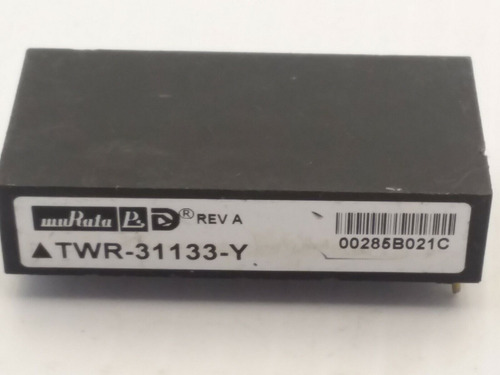 muRata Ps D® REV A
▲TWR-31133-Y
00285B021C